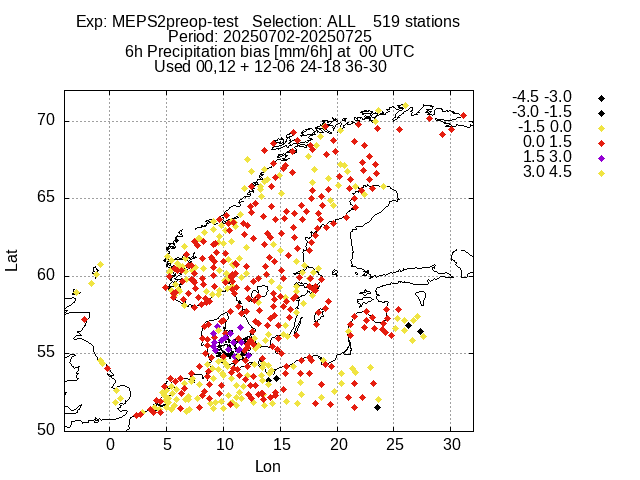 Exp: MEPS2preop-test   Selection: ALL    519 stations
Period: 20250702-20250725
6h Precipitation bias [mm/6h] at  00 UTC
Used 00,12 + 12-06 24-18 36-30
-4.5 -3.0
-3.0 -1.5
-1.5 0.0
0.0 1.5
1.5 3.0
3.0 4.5
70
65
60
55
50
Lat
0 5 10 15 20 25 30
Lon